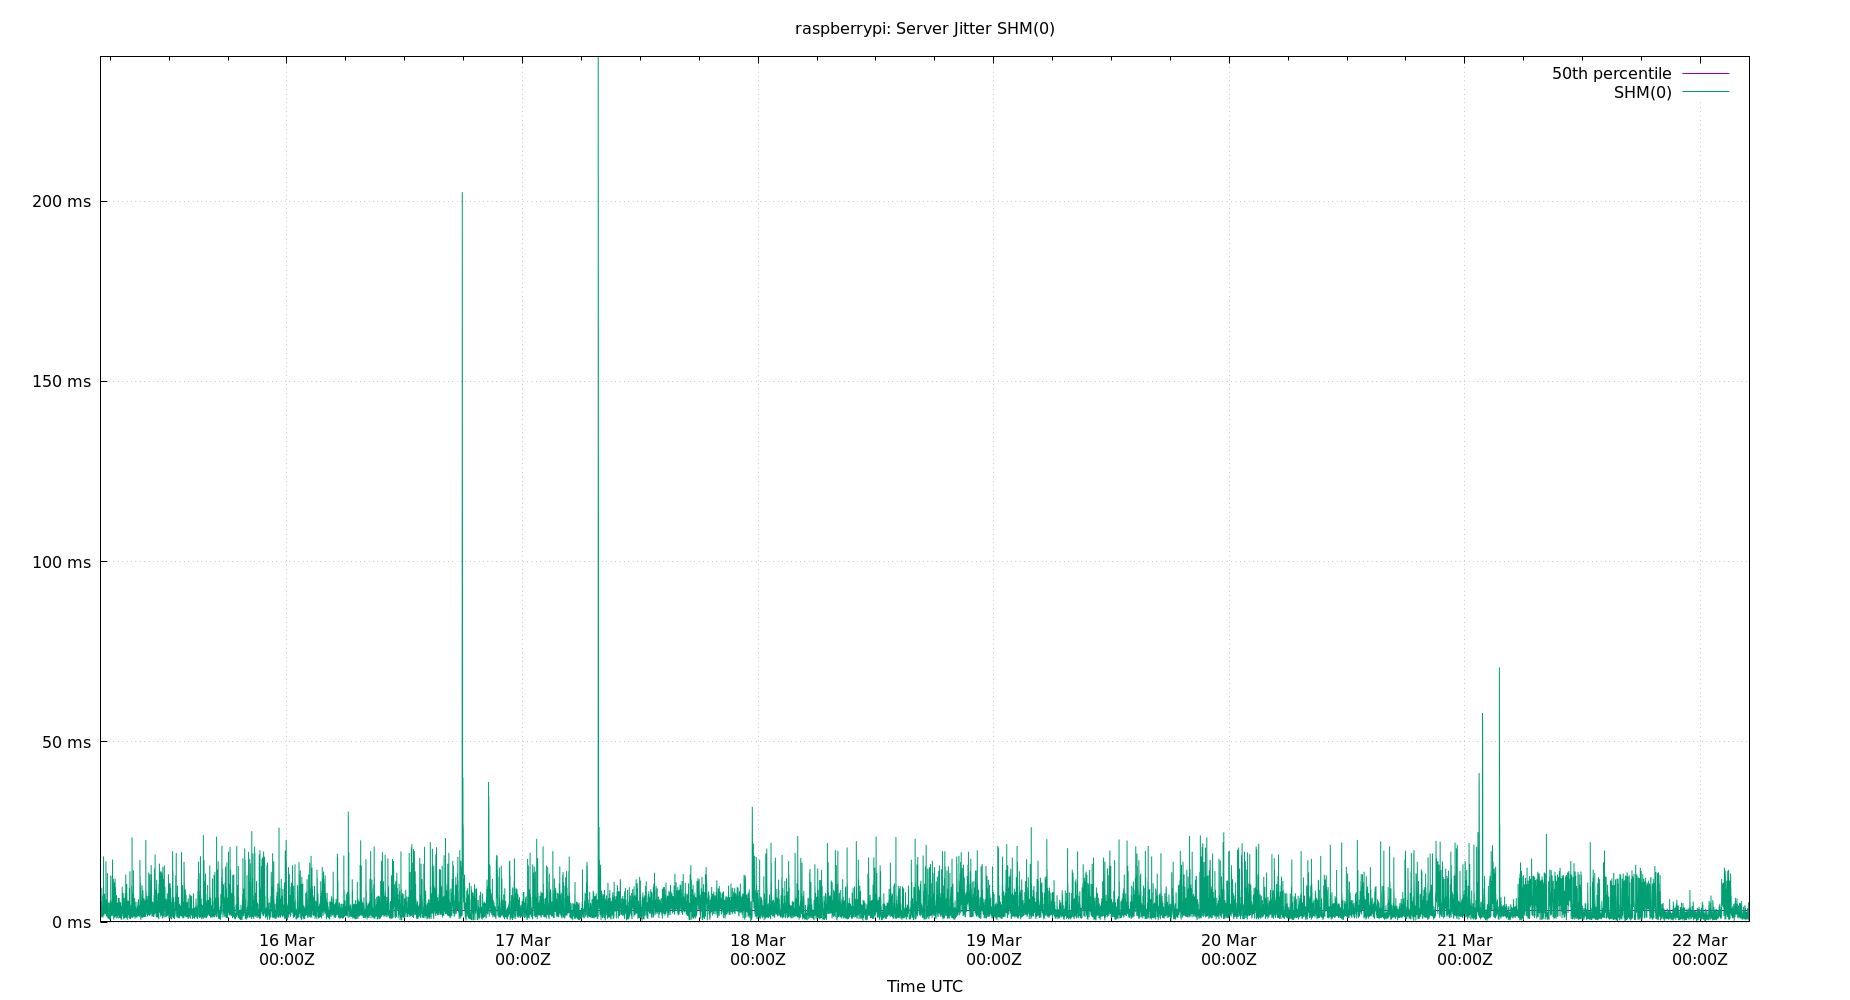 raspberrypi: Server Jitter SHM(0)
50th percentile
SHM(0)
200 ms
150 ms
100 ms
50 ms
0 ms
16 Mar 17 Mar 18 Mar 19 Mar 20 Mar 21 Mar 22 Mar
00:00Z 00:00Z 00:00Z 00:00Z 00:00Z 00:00Z 00:00Z
Time UTC